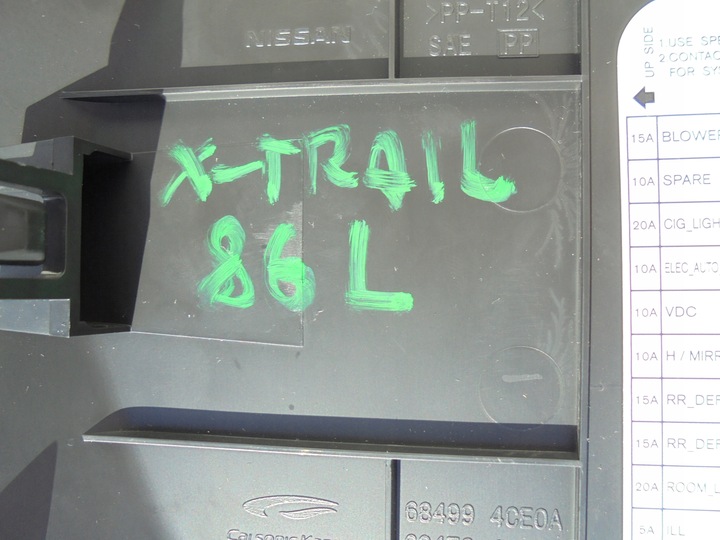 NISSAN
>PP-T12<
SAE PP
X-TRAIL
86L
UP SIDE
1.USE SPE
2.CONTAC
FOR SY
15A BLOWER
10A SPARE
20A CIG_LIGH
10A ELEC_AUTO
10A VDC
10A H / MIRR
15A RR_DEF
15A RR_DEF
20A ROOM_L
5A ILL
Calsonic Kan
68499 4CE0A